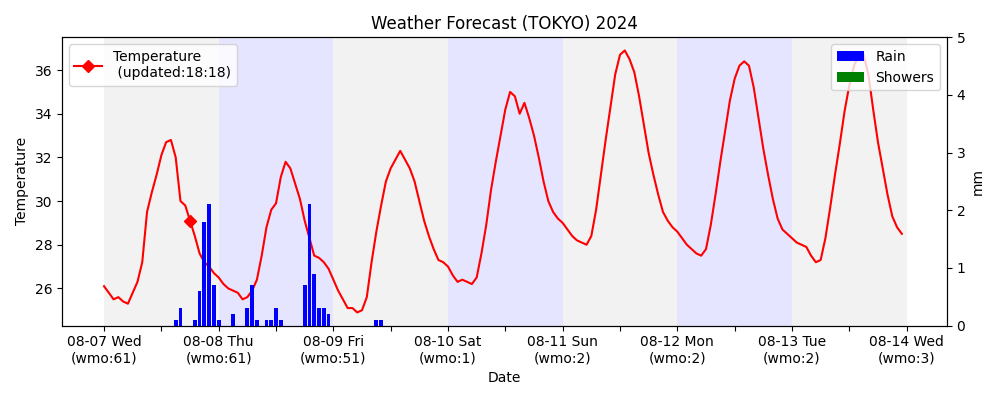 Weather Forecast (TOKYO) 2024
Temperature
(updated:18:18)
Rain
Showers
Temperature
36
34
32
30
28
26
5
4
3
2
1
0
mm
08-07 Wed
(wmo:61)
08-08 Thu
(wmo:61)
08-09 Fri
(wmo:51)
08-10 Sat
(wmo:1)
08-11 Sun
(wmo:2)
08-12 Mon
(wmo:2)
08-13 Tue
(wmo:2)
08-14 Wed
(wmo:3)
Date